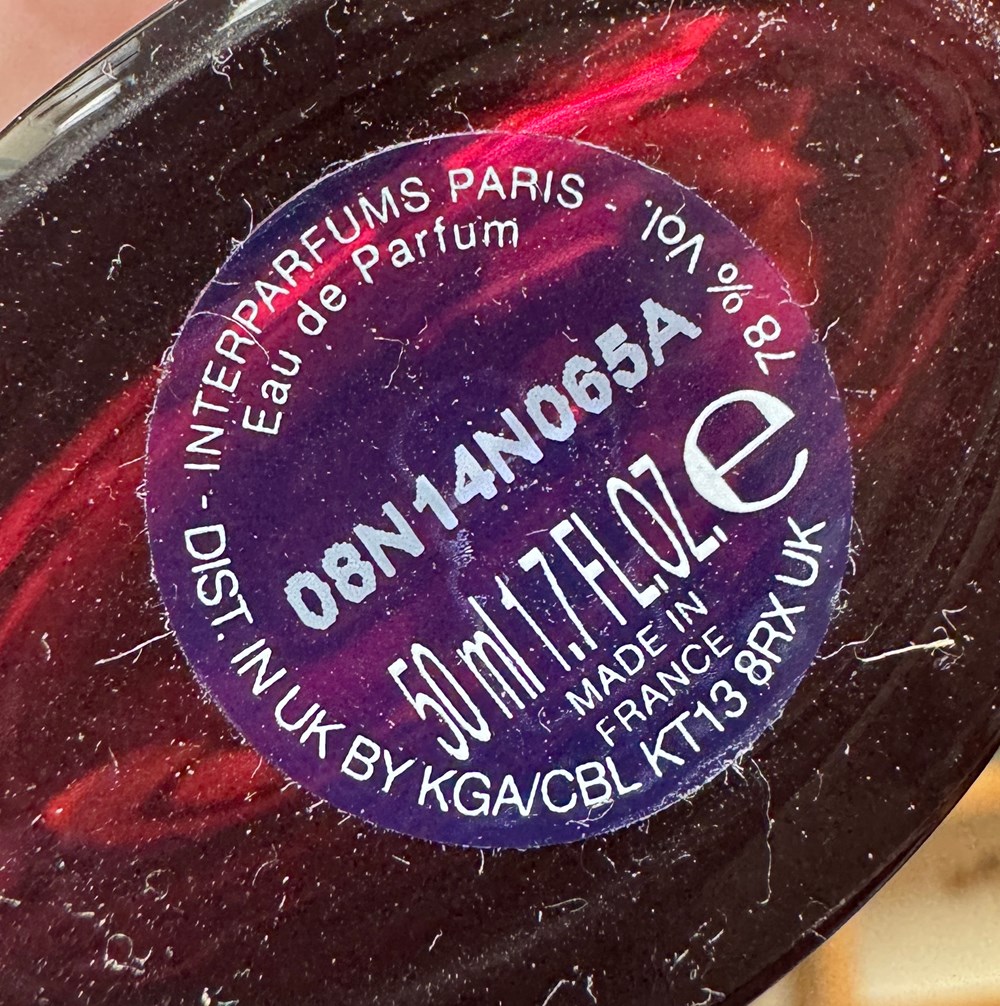 INTERPARFUMS PARIS - 78 % Vol.
Eau de Parfum
08N14N065A
50 ml 1.7 FL.OZ. e
MADE IN
FRANCE
- DIST. IN UK BY KGA/CBL KT13 8RX UK